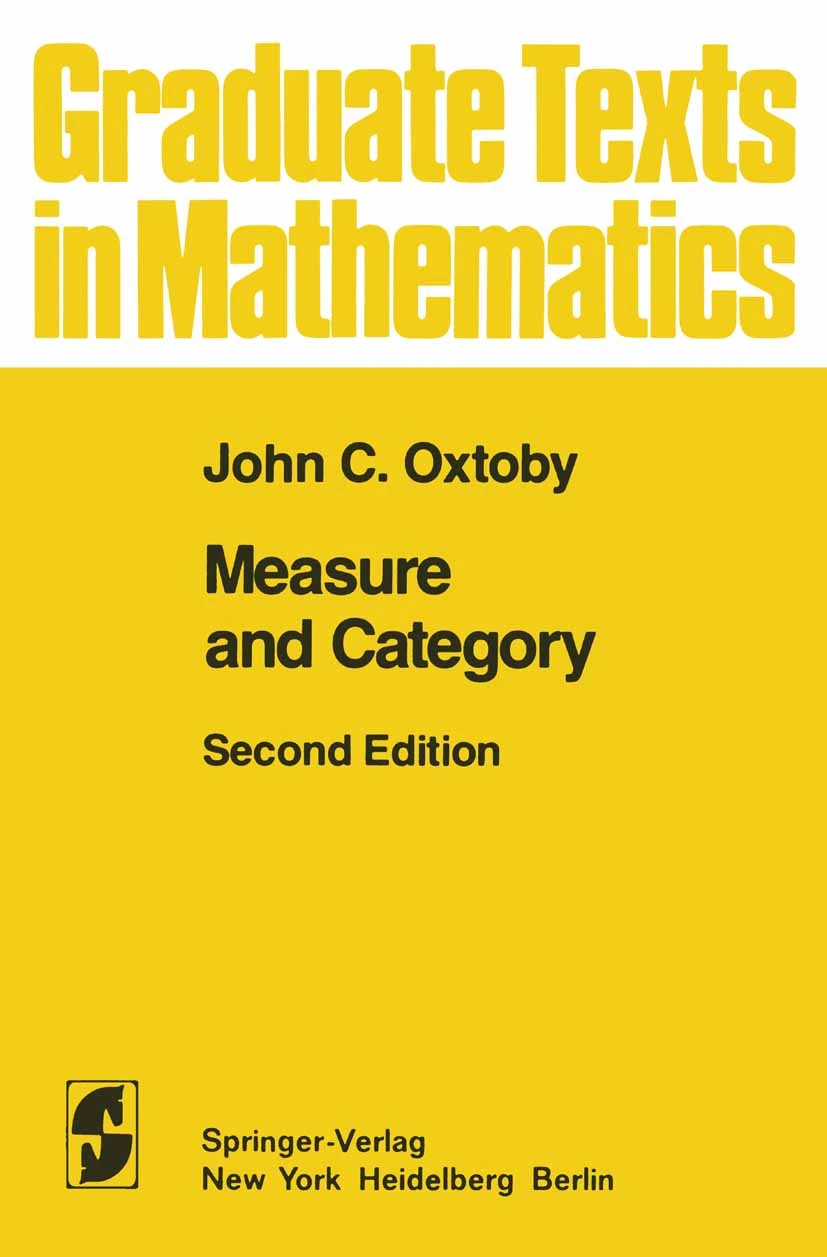 Graduate Texts
in Mathematics
John C. Oxtoby
Measure
and Category
Second Edition
Springer-Verlag
New York Heidelberg Berlin